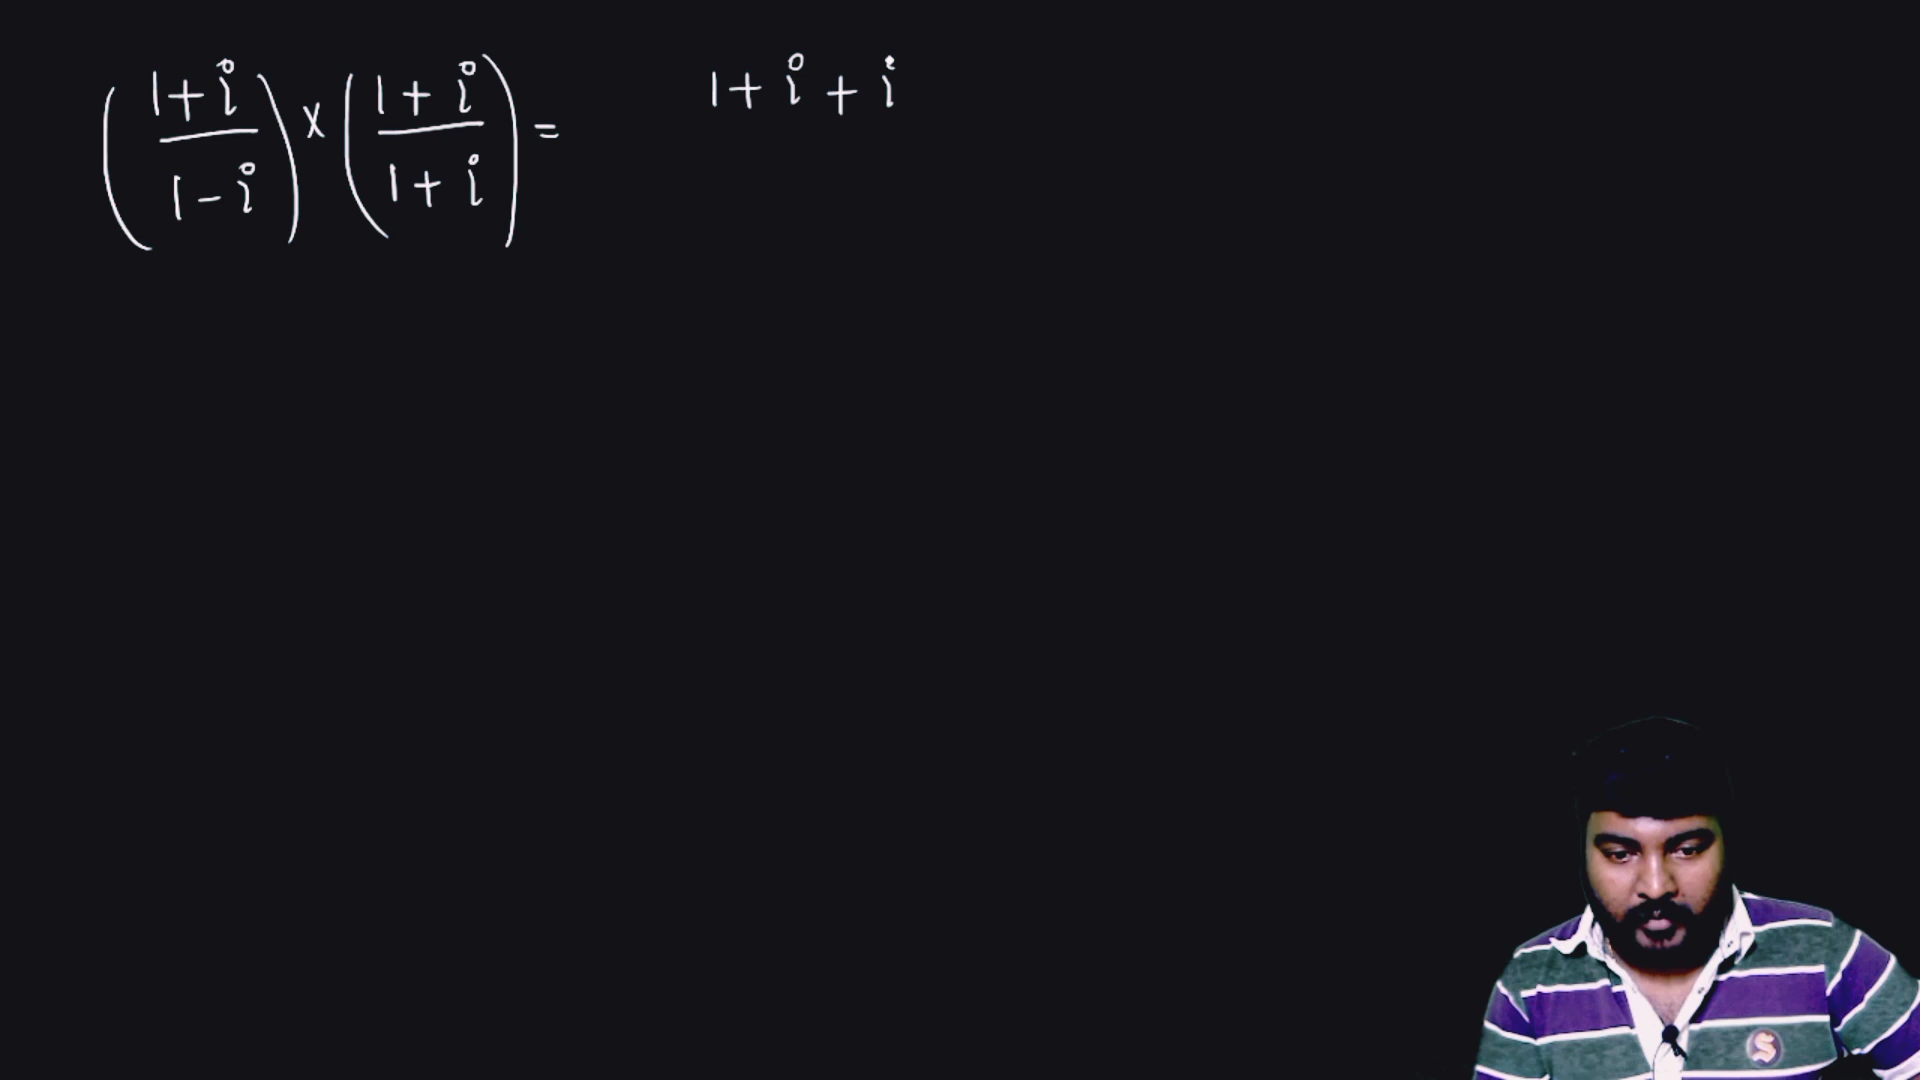 (1+i / 1-i) x (1+i / 1+i) = 1+i+i
S